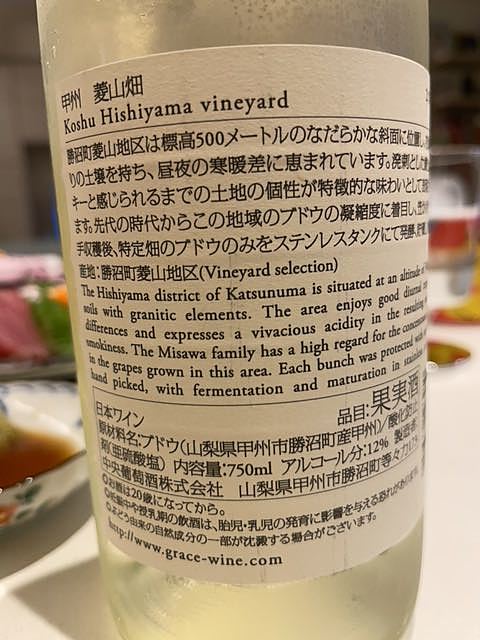 甲州 菱山畑
Koshu Hishiyama vineyard
勝沼町菱山地区は標高500メートルのなだらかな斜面に位置し
りの土壌を持ち、昼夜の寒暖差に恵まれています。溌剌とした
キーと感じられるまでの土地の個性が特徴的な味わいとして
ます。先代の時代からこの地域のブドウの凝縮度に着目し、
手収穫後、特定畑のブドウのみをステンレスタンクにて発酵、
産地：勝沼町菱山地区(Vineyard selection)
The Hishiyama district of Katsunuma is situated at an altitude of
soils with granitic elements. The area enjoys good diurnal
differences and expresses a vivacious acidity in the resulting
smokiness. The Misawa family has a high regard for the
in the grapes grown in this area. Each bunch was protected
hand picked, with fermentation and maturation in
日本ワイン 品目：果実酒
原材料名：ブドウ(山梨県甲州市勝沼町産甲州)/酸化防止
剤(亜硫酸塩) 内容量：750ml アルコール分：12% 製造者
中央葡萄酒株式会社 山梨県甲州市勝沼町等々力173
○お酒は20歳になってから。
○妊娠中や授乳期の飲酒は、胎児・乳児の発育に影響を与える恐れがあります。
○ぶどう由来の自然成分の一部が沈澱する場合がございます。
http://www.grace-wine.com